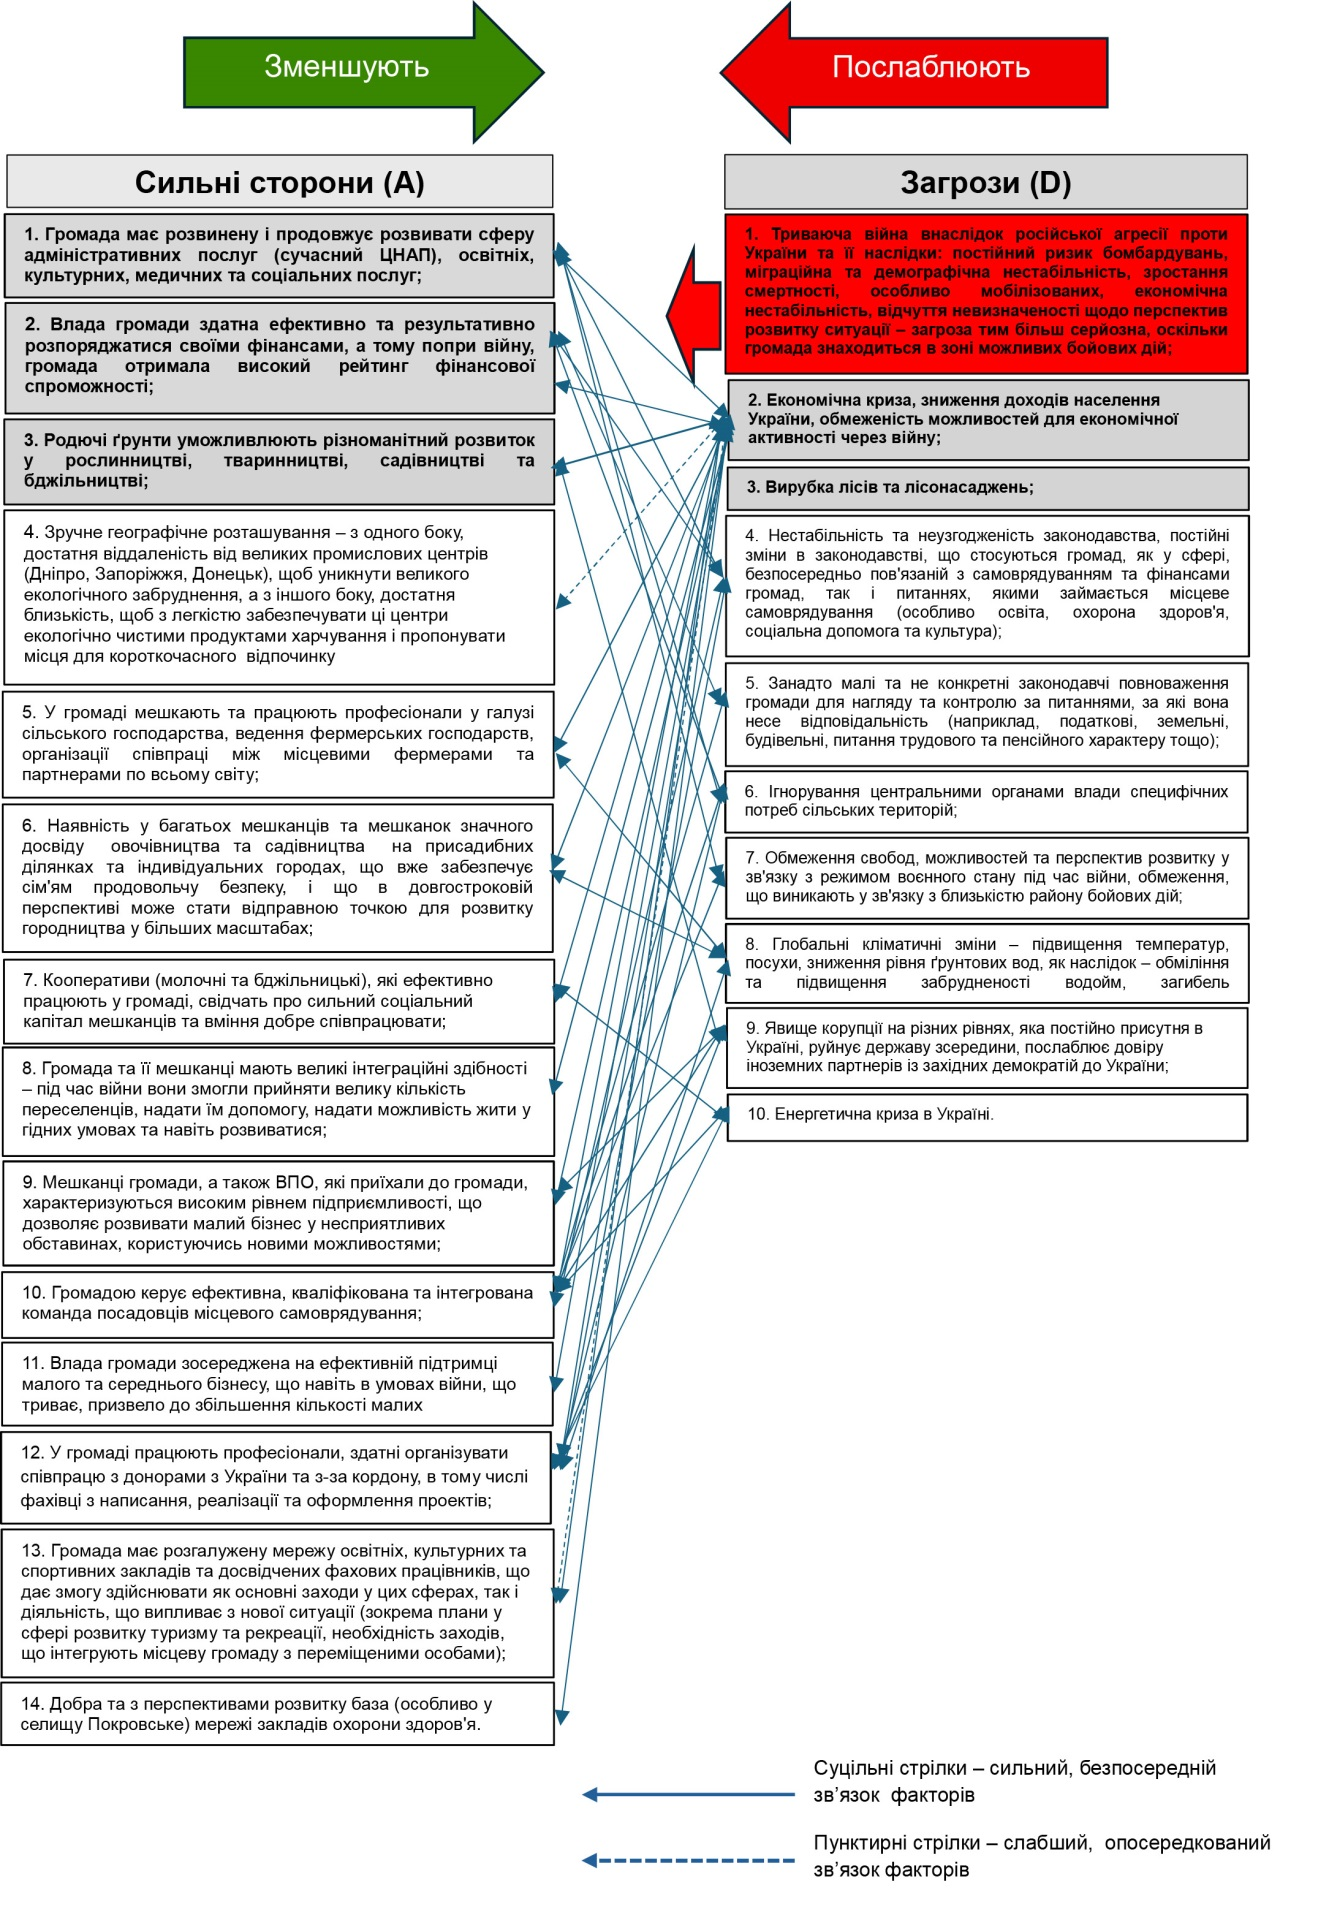 Зменшують
Послаблюють
Сильні сторони (A)
1. Громада має розвинену і продовжує розвивати сферу
адміністративних послуг (сучасний ЦНАП), освітніх,
культурних, медичних та соціальних послуг;
2. Влада громади здатна ефективно та результативно
розпоряджатися своїми фінансами, а тому попри війну,
громада отримала високий рейтинг фінансової
спроможності;
3. Родючі ґрунти уможливлюють різноманітний розвиток
у рослинництві, тваринництві, садівництві та
бджільництві;
4. Зручне географічне розташування – з одного боку,
достатня віддаленість від великих промислових центрів
(Дніпро, Запоріжжя, Донецьк), щоб уникнути великого
екологічного забруднення, а з іншого боку, достатня
близькість, щоб з легкістю забезпечувати ці центри
екологічно чистими продуктами харчування і пропонувати
місця для короткочасного відпочинку
5. У громаді мешкають та працюють професіонали у галузі
сільського господарства, ведення фермерських господарств,
організації співпраці між місцевими фермерами та
партнерами по всьому світу;
6. Наявність у багатьох мешканців та мешканок значного
досвіду овочівництва та садівництва на присадибних
ділянках та індивідуальних городах, що вже забезпечує
сім'ям продовольчу безпеку, і що в довгостроковій
перспективі може стати відправною точкою для розвитку
городництва у більших масштабах;
7. Кооперативи (молочні та бджільницькі), які ефективно
працюють у громаді, свідчать про сильний соціальний
капітал мешканців та вміння добре співпрацювати;
8. Громада та її мешканці мають великі інтеграційні здібності
– під час війни вони змогли прийняти велику кількість
переселенців, надати їм допомогу, надати можливість жити у
гідних умовах та навіть розвиватися;
9. Мешканці громади, а також ВПО, які приїхали до громади,
характеризуються високим рівнем підприємливості, що
дозволяє розвивати малий бізнес у несприятливих
обставинах, користуючись новими можливостями;
10. Громадою керує ефективна, кваліфікована та інтегрована
команда посадовців місцевого самоврядування;
11. Влада громади зосереджена на ефективній підтримці
малого та середнього бізнесу, що навіть в умовах війни, що
триває, призвело до збільшення кількості малих
12. У громаді працюють професіонали, здатні організувати
співпрацю з донорами з України та з-за кордону, в тому числі
фахівці з написання, реалізації та оформлення проектів;
13. Громада має розгалужену мережу освітніх, культурних та
спортивних закладів та досвідчених фахових працівників, що
дає змогу здійснювати як основні заходи у цих сферах, так і
діяльність, що випливає з нової ситуації (зокрема плани у
сфері розвитку туризму та рекреації, необхідність заходів,
що інтегрують місцеву громаду з переміщеними особами);
14. Добра та з перспективами розвитку база (особливо у
селищу Покровське) мережі закладів охорони здоров'я.
Загрози (D)
1. Триваюча війна внаслідок російської агресії проти
України та її наслідки: постійний ризик бомбардувань,
міграційна та демографічна нестабільність, зростання
смертності, особливо мобілізованих, економічна
нестабільність, відчуття невизначеності щодо перспектив
розвитку ситуації – загроза тим більш серйозна, оскільки
громада знаходиться в зоні можливих бойових дій;
2. Економічна криза, зниження доходів населення
України, обмеженість можливостей для економічної
активності через війну;
3. Вирубка лісів та лісонасаджень;
4. Нестабільність та неузгодженість законодавства, постійні
зміни в законодавстві, що стосуються громад, як у сфері,
безпосередньо пов'язаній з самоврядуванням та фінансами
громад, так і питаннях, якими займається місцеве
самоврядування (особливо освіта, охорона здоров'я,
соціальна допомога та культура);
5. Занадто малі та не конкретні законодавчі повноваження
громади для нагляду та контролю за питаннями, за які вона
несе відповідальність (наприклад, податкові, земельні,
будівельні, питання трудового та пенсійного характеру тощо);
6. Ігнорування центральними органами влади специфічних
потреб сільських територій;
7. Обмеження свобод, можливостей та перспектив розвитку у
зв'язку з режимом воєнного стану під час війни, обмеження,
що виникають у зв'язку з близькістю району бойових дій;
8. Глобальні кліматичні зміни – підвищення температур,
посухи, зниження рівня ґрунтових вод, як наслідок – обміління
та підвищення забрудненості водойм, загибель
9. Явище корупції на різних рівнях, яка постійно присутня в
Україні, руйнує державу зсередини, послаблює довіру
іноземних партнерів із західних демократій до України;
10. Енергетична криза в Україні.
Суцільні стрілки – сильний, безпосередній
зв’язок факторів
Пунктирні стрілки – слабший, опосередкований
зв’язок факторів